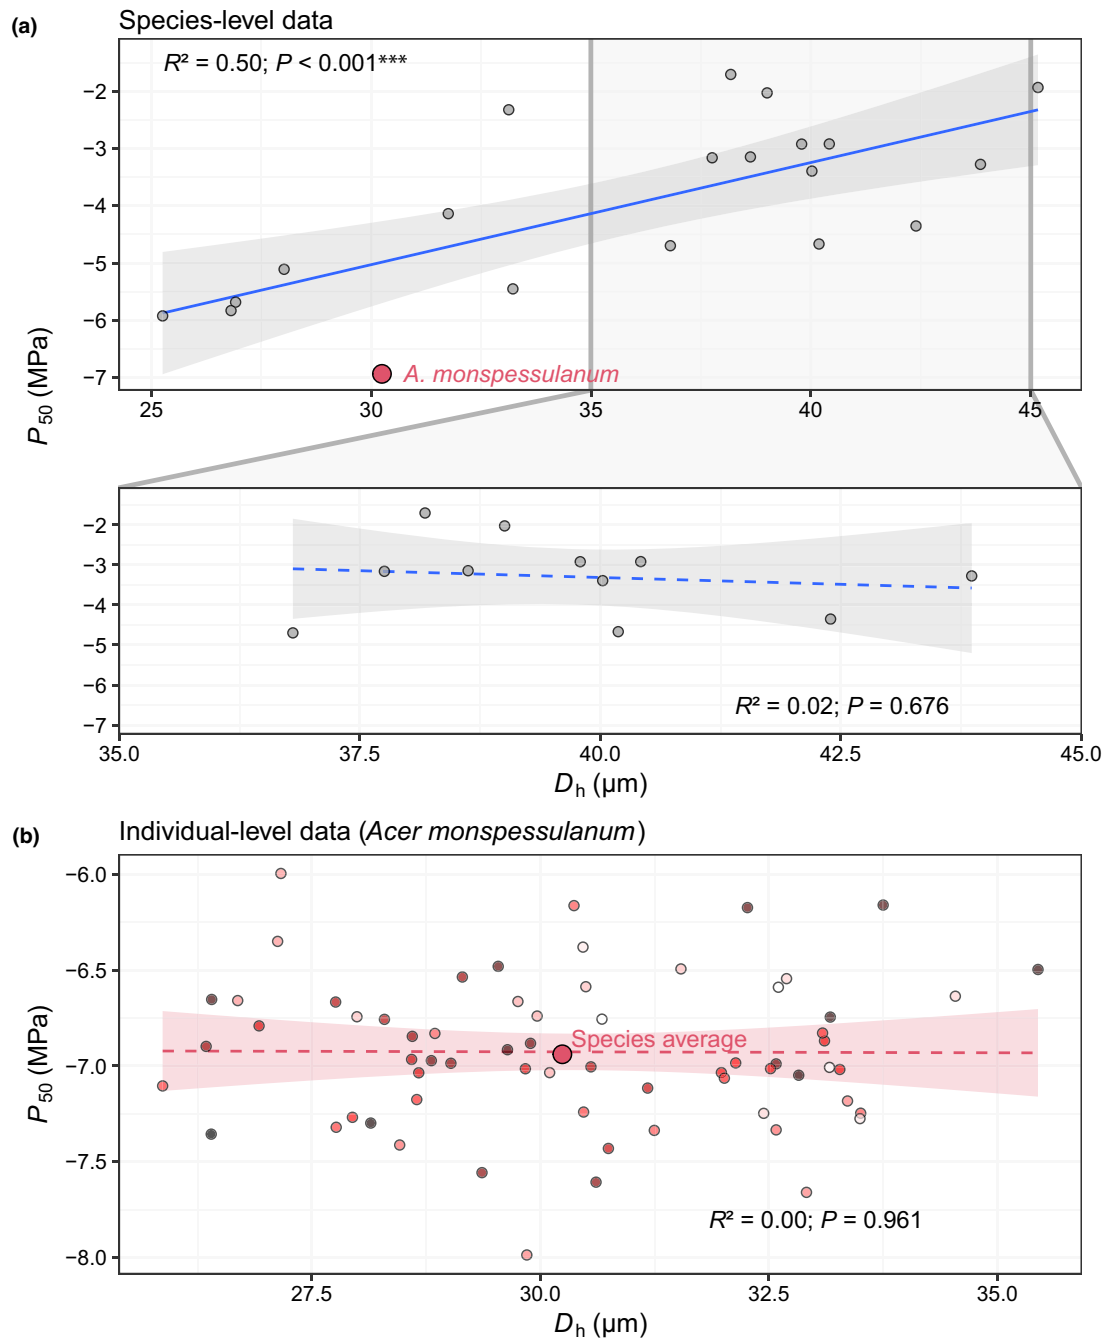 (a)
Species-level data
R² = 0.50; P < 0.001***
−2
−3
−4
−5
−6
−7
A. monspessulanum
25
30
35
40
45
P50 (MPa)
−2
−3
−4
−5
−6
−7
R² = 0.02; P = 0.676
35.0
37.5
40.0
42.5
45.0
Dh (µm)
(b)
Individual-level data (Acer monspessulanum)
−6.0
−6.5
−7.0
−7.5
−8.0
P50 (MPa)
Species average
R² = 0.00; P = 0.961
27.5
30.0
32.5
35.0
Dh (µm)